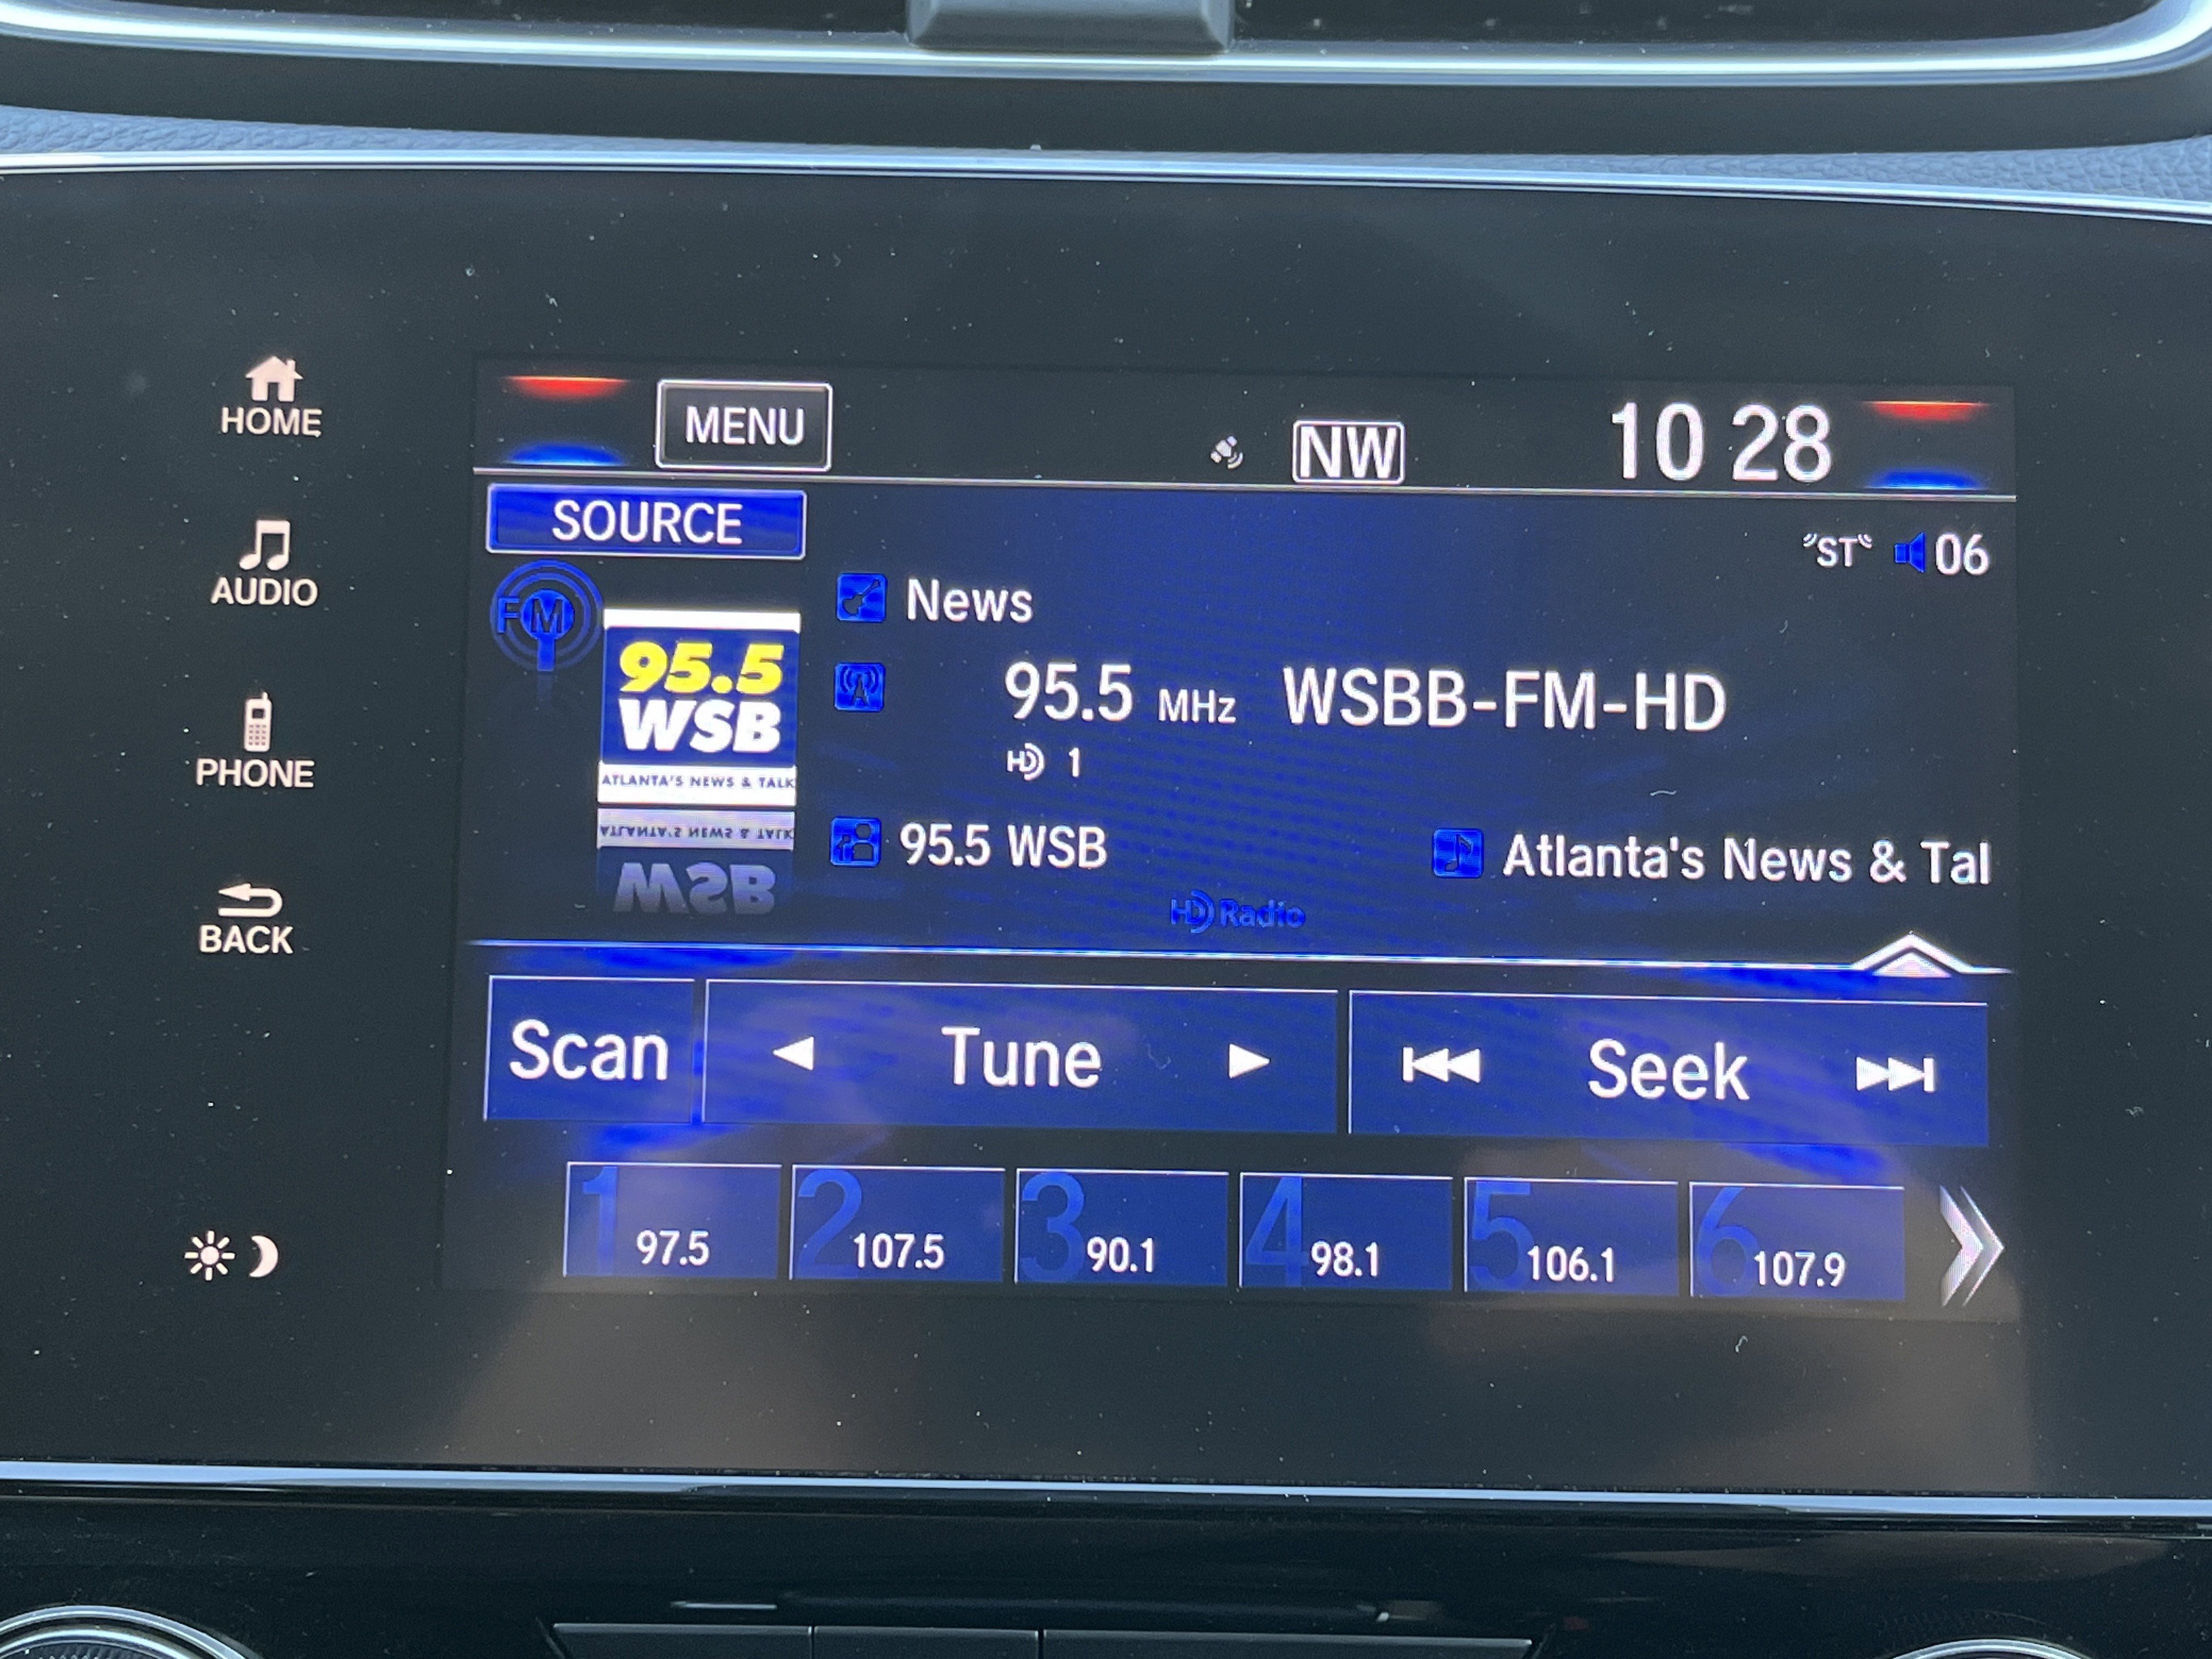 HOME
AUDIO
PHONE
BACK
MENU
NW
10 28
SOURCE
ST 06
FM
95.5
WSB
ATLANTA'S NEWS & TALK
News
95.5 MHz WSBB-FM-HD
HD 1
95.5 WSB
Atlanta's News & Tal
HD Radio
Scan
Tune
Seek
1 97.5
2 107.5
3 90.1
4 98.1
5 106.1
6 107.9